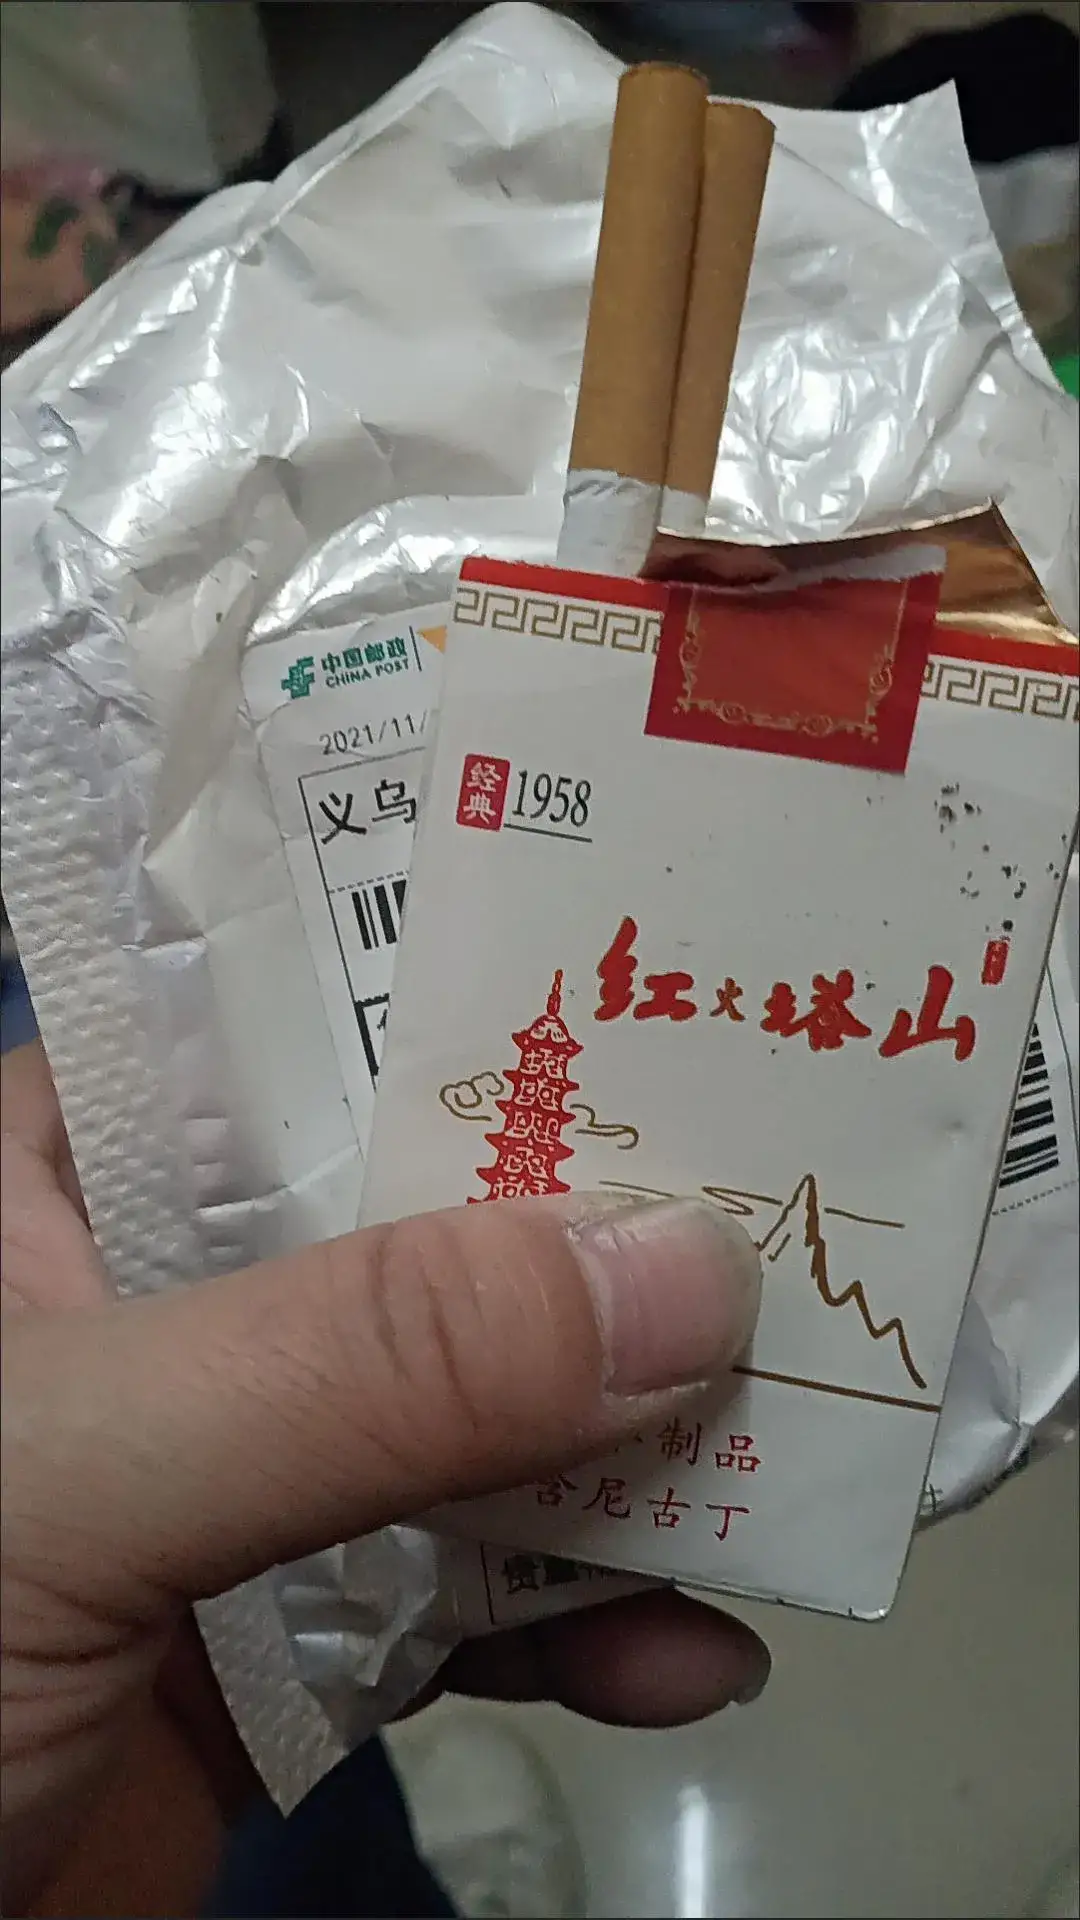 中国邮政
CHINA POST
2021/11/
义乌
经典 1958
红火塔山
制品
尼古丁